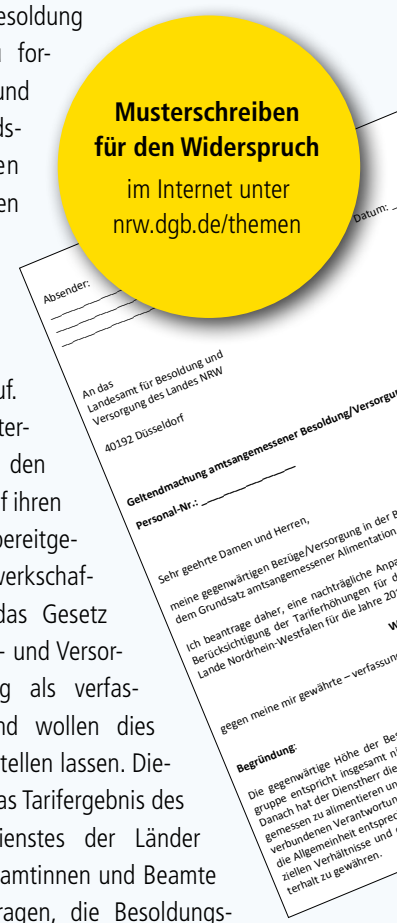 esoldung
for-
und
ds-
en
en
uf.
ter-
den
f ihren
bereitge-
werkschaf-
das Gesetz
- und Versor-
g als verfas-
nd wollen dies
tellen lassen. Die-
as Tarifergebnis des
ienstes der Länder
amtinnen und Beamte
ragen, die Besoldungs-
Musterschreiben
für den Widerspruch
im Internet unter
nrw.dgb.de/themen
Datum: _
Absender:
An das
Landesamt für Besoldung und
Versorgung des Landes NRW
40192 Düsseldorf
Geltendmachung amtsangemessener Besoldung/Versorgu
Personal-Nr.: _______________
Sehr geehrte Damen und Herren,
meine gegenwärtigen Bezüge/Versorgung in der B
dem Grundsatz amtsangemessener Alimentation
Ich beantrage daher, eine nachträgliche Anpa
Berücksichtigung der Tariferhöhungen für d
Lande Nordrhein-Westfalen für die Jahre 20
W
gegen meine mir gewährte – verfassun
Begründung:
Die gegenwärtige Höhe der Bes
gruppe entspricht insgesamt ni
Danach hat der Dienstherr die
gemessen zu alimentieren un
verbundenen Verantwortun
die Allgemeinheit entsprec
ziellen Verhältnisse und
terhalt zu gewähren.